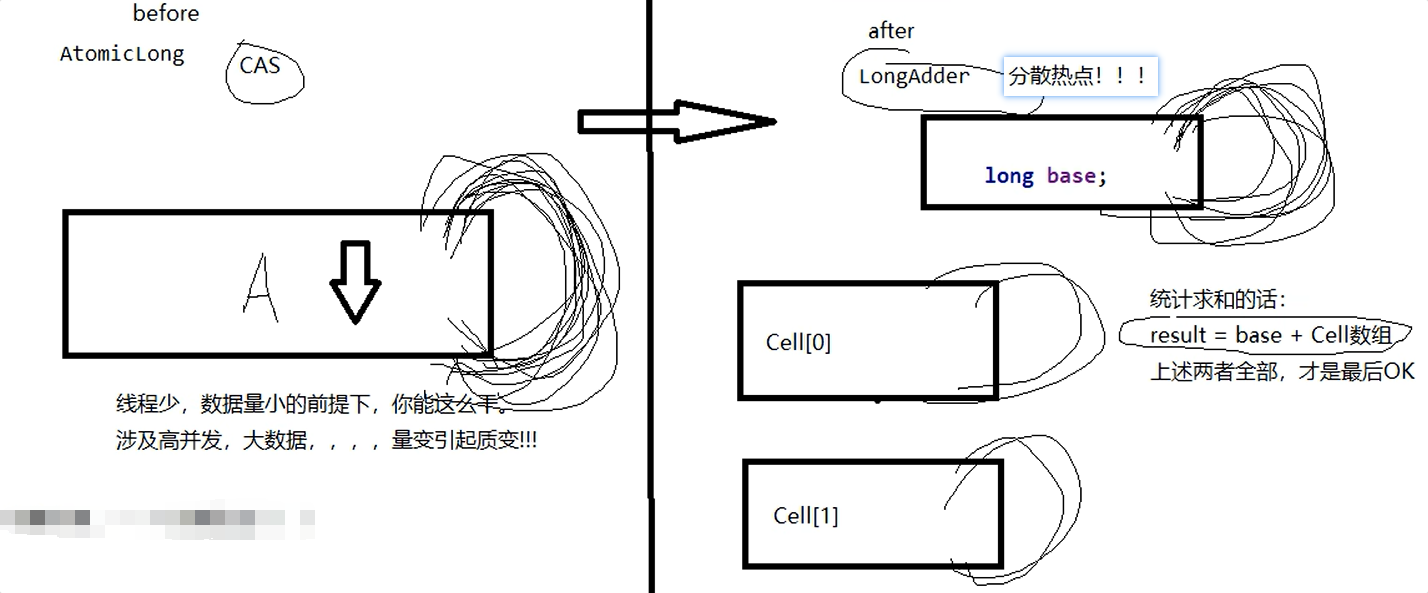 before
AtomicLong
CAS
A
线程少，数据量小的前提下，你能这么干。
涉及高并发，大数据，，，，量变引起质变!!!
after
LongAdder
分散热点！！！
long base;
Cell[0]
统计求和的话：
result = base + Cell数组
上述两者全部，才是最后OK
Cell[1]